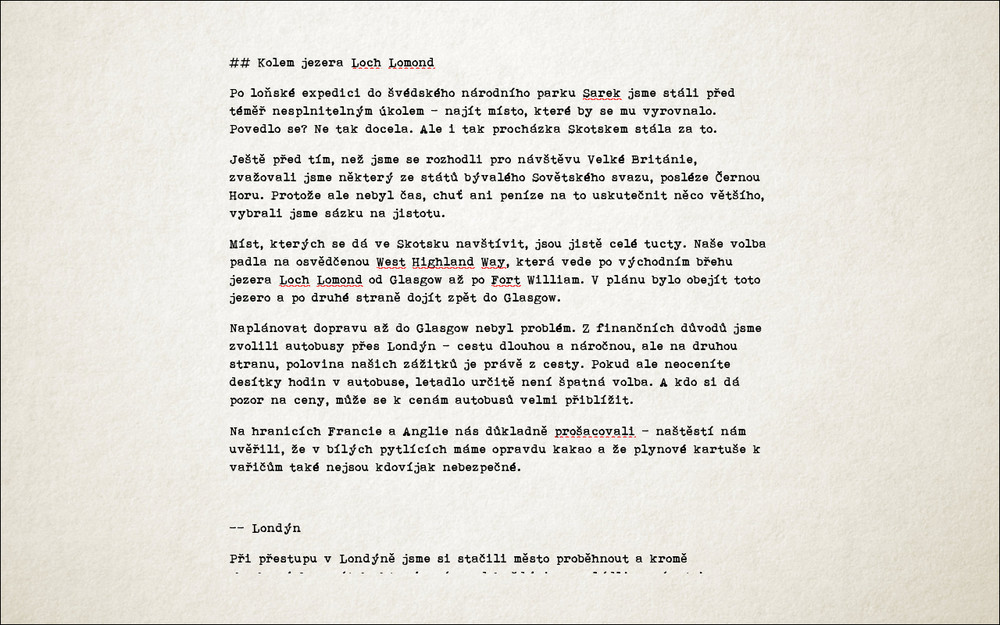 ## Kolem jezera Loch Lomond
Po loňské expedici do švédského národního parku Sarek jsme stáli před
téměř nesplnitelným úkolem – najít místo, které by se mu vyrovnalo.
Povedlo se? Ne tak docela. Ale i tak procházka Skotskem stála za to.
Ještě před tím, než jsme se rozhodli pro návštěvu Velké Británie,
zvažovali jsme některý ze států bývalého Sovětského svazu, posléze Černou
Horu. Protože ale nebyl čas, chuť ani peníze na to uskutečnit něco většího,
vybrali jsme sázku na jistotu.
Míst, kterých se dá ve Skotsku navštívit, jsou jistě celé tucty. Naše volba
padla na osvědčenou West Highland Way, která vede po východním břehu
jezera Loch Lomond od Glasgow až po Fort William. V plánu bylo obejít toto
jezero a po druhé straně dojít zpět do Glasgow.
Naplánovat dopravu až do Glasgow nebyl problém. Z finančních důvodů jsme
zvolili autobusy přes Londýn – cestu dlouhou a náročnou, ale na druhou
stranu, polovina našich zážitků je právě z cesty. Pokud ale neoceníte
desítky hodin v autobuse, letadlo určitě není špatná volba. A kdo si dá
pozor na ceny, může se k cenám autobusů velmi přiblížit.
Na hranicích Francie a Anglie nás důkladně prošacovali – naštěstí nám
uvěřili, že v bílých pytlících máme opravdu kakao a že plynové kartuše k
vařičům také nejsou kdovíjak nebezpečné.
-- Londýn
Při přestupu v Londýně jsme si stačili město proběhnout a kromě